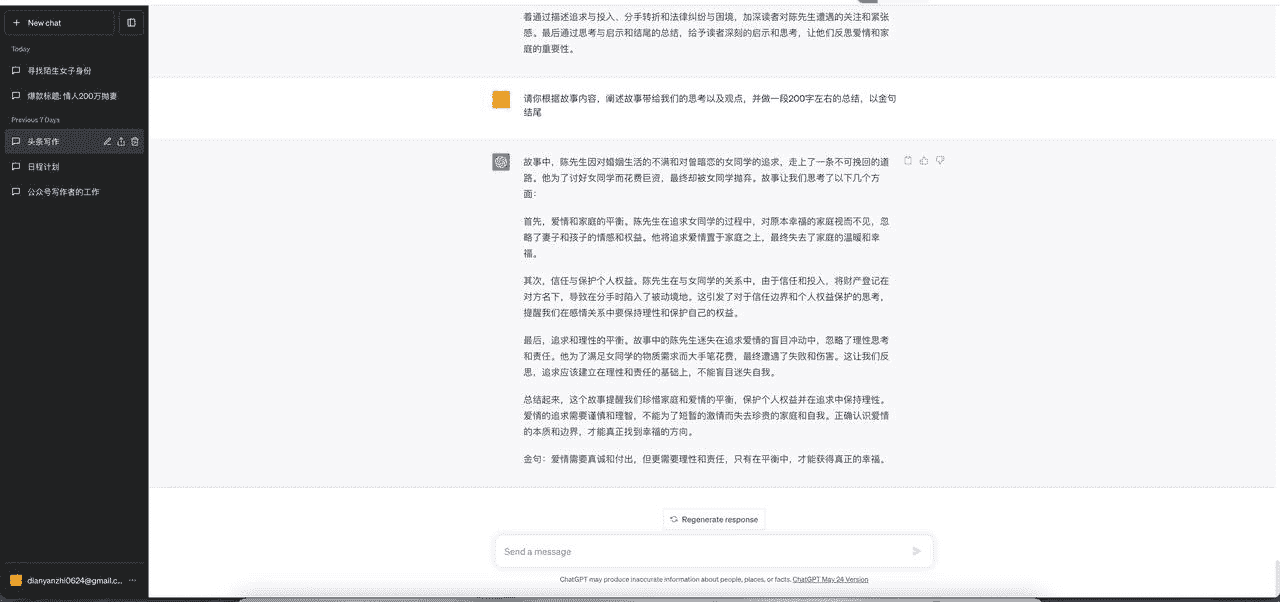 New chat
Today
寻找陌生女子身份
爆款标题: 情人200万抛妻
Previous 7 Days
头条写作
日程计划
公众号写作者的工作
dianyanzhi0624@gmail.c...
着通过描述追求与投入、分手转折和法律纠纷与困境，加深读者对陈先生遭遇的关注和紧张
感。最后通过思考与启示和结尾的总结，给予读者深刻的启示和思考，让他们反思爱情和家
庭的重要性。
请你根据故事内容，阐述故事带给我们的思考以及观点，并做一段200字左右的总结，以金句
结尾
故事中，陈先生因对婚姻生活的不满和对曾暗恋的女同学的追求，走上了一条不可挽回的道
路。他为了讨好女同学而花费巨资，最终却被女同学抛弃。故事让我们思考了以下几个方
面：
首先，爱情和家庭的平衡。陈先生在追求女同学的过程中，对原本幸福的家庭视而不见，忽
略了妻子和孩子的情感和权益。他将追求爱情置于家庭之上，最终失去了家庭的温暖和幸
福。
其次，信任与保护个人权益。陈先生在与女同学的关系中，由于信任和投入，将财产登记在
对方名下，导致在分手时陷入了被动境地。这引发了对于信任边界和个人权益保护的思考，
提醒我们在感情关系中要保持理性和保护自己的权益。
最后，追求和理性的平衡。故事中的陈先生迷失在追求爱情的盲目冲动中，忽略了理性思考
和责任。他为了满足女同学的物质需求而大手笔花费，最终遭遇了失败和伤害。这让我们反
思，追求应该建立在理性和责任的基础上，不能盲目迷失自我。
总结起来，这个故事提醒我们珍惜家庭和爱情的平衡，保护个人权益并在追求中保持理性。
爱情的追求需要谨慎和理智，不能为了短暂的激情而失去珍贵的家庭和自我。正确认识爱情
的本质和边界，才能真正找到幸福的方向。
金句：爱情需要真诚和付出，但更需要理性和责任，只有在平衡中，才能获得真正的幸福。
Regenerate response
Send a message
ChatGPT may produce inaccurate information about people, places, or facts. ChatGPT May 24 Version